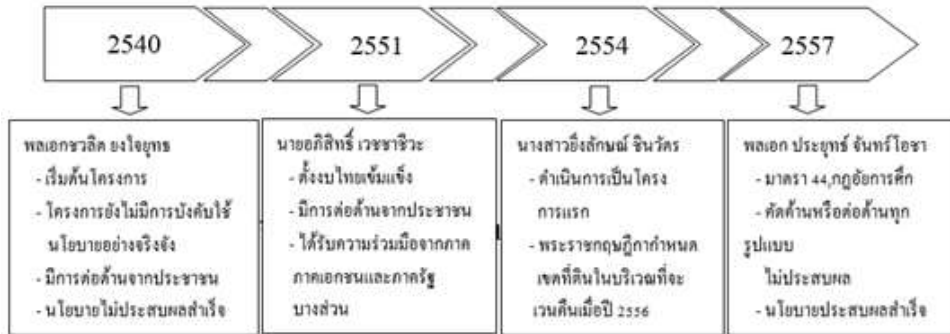 2540
2551
2554
2557
พลเอกชวลิต ยงใจยุทธ
- เริ่มต้นโครงการ
- โครงการยังไม่มีการบังคับใช้
นโยบายอย่างจริงจัง
- มีการต่อต้านจากประชาชน
- นโยบายไม่ประสบผลสำเร็จ
นายอภิสิทธิ์ เวชชาชีวะ
- ตั้งงบไทยเข้มแข็ง
- มีการต่อต้านจากประชาชน
- ได้รับความร่วมมือจากภาค
ภาคเอกชนและภาครัฐ
บางส่วน
นางสาวยิ่งลักษณ์ ชินวัตร
- ดำเนินการเป็นโครง
การแรก
- พระราชกฤษฎีกากำหนด
เขตที่ดินในบริเวณที่จะ
เวนคืนเมื่อปี 2556
พลเอก ประยุทธ์ จันทร์โอชา
- มาตรา 44,กฎอัยการศึก
- คัดค้านหรือต่อต้านทุก
รูปแบบ
ไม่ประสบผล
- นโยบายประสบผลสำเร็จ